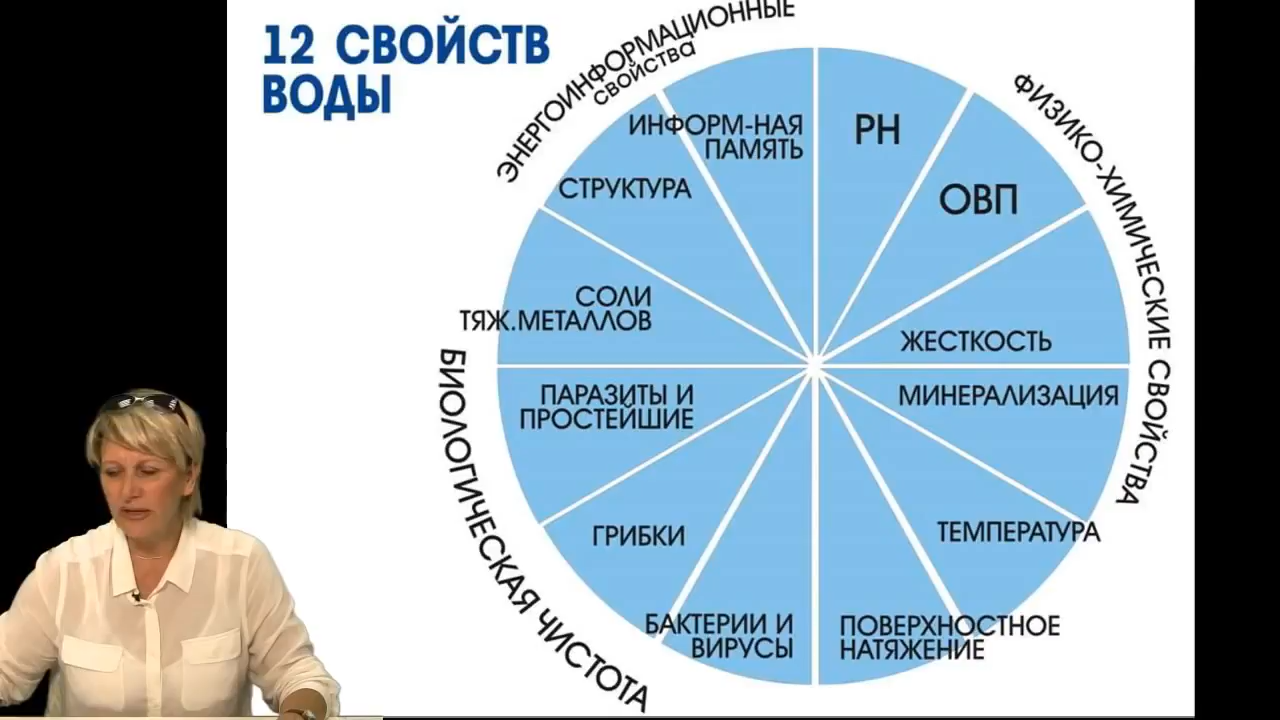 12 СВОЙСТВ
ВОДЫ
ЭНЕРГОИНФОРМАЦИОННЫЕ
свойства
ФИЗИКО-ХИМИЧЕСКИЕ СВОЙСТВА
БИОЛОГИЧЕСКАЯ ЧИСТОТА
PH
ОВП
ЖЕСТКОСТЬ
МИНЕРАЛИЗАЦИЯ
ТЕМПЕРАТУРА
ПОВЕРХНОСТНОЕ
НАТЯЖЕНИЕ
БАКТЕРИИ И
ВИРУСЫ
ГРИБКИ
ПАРАЗИТЫ И
ПРОСТЕЙШИЕ
СОЛИ
ТЯЖ.МЕТАЛЛОВ
СТРУКТУРА
ИНФОРМ-НАЯ
ПАМЯТЬ